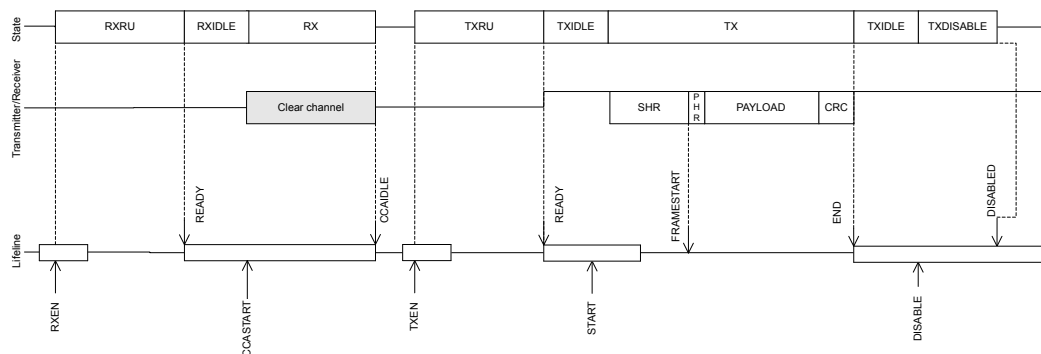 State
RXRU
RXIDLE
RX
TXRU
TXIDLE
TX
TXIDLE
TXDISABLE
Transmitter/Receiver
Clear channel
SHR
PHR
PAYLOAD
CRC
READY
CCAIDLE
READY
FRAMESTART
END
DISABLED
Lifeline
RXEN
CCASTART
TXEN
START
DISABLE